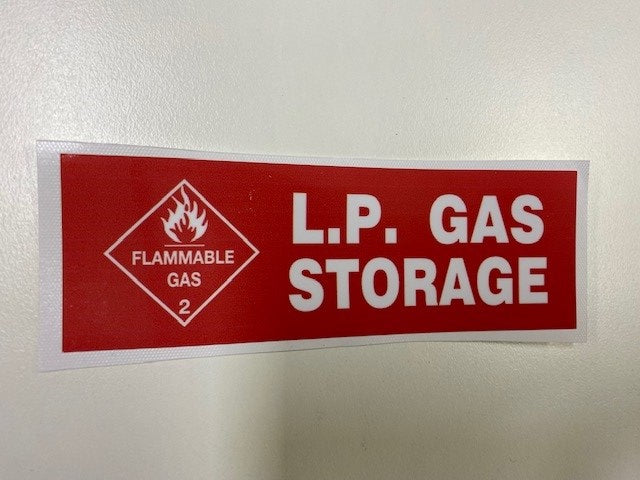 FLAMMABLE
GAS
2
L.P. GAS
STORAGE